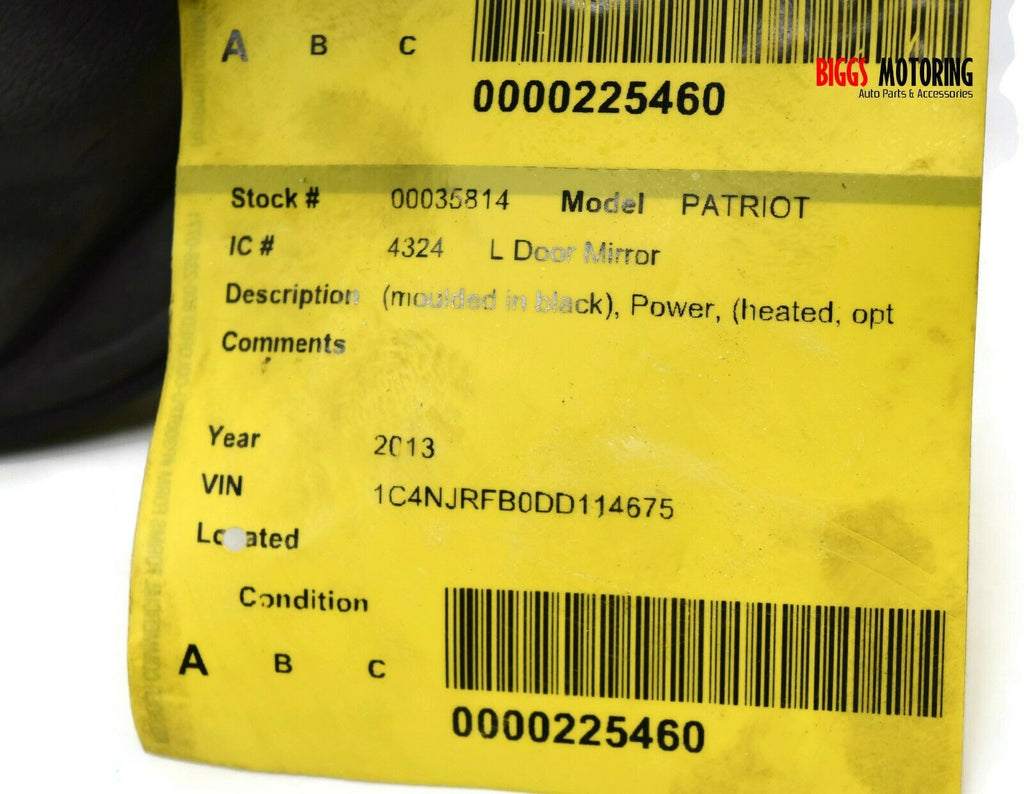 A B C
0000225460
BIGGS MOTORING
Auto Parts & Accessories
Stock # 00035814 Model PATRIOT
IC # 4324 L Door Mirror
Description (moulded in black), Power, (heated, opt
Comments
Year 2013
VIN 1C4NJRFB0DD114675
Located
Condition
A B C
0000225460